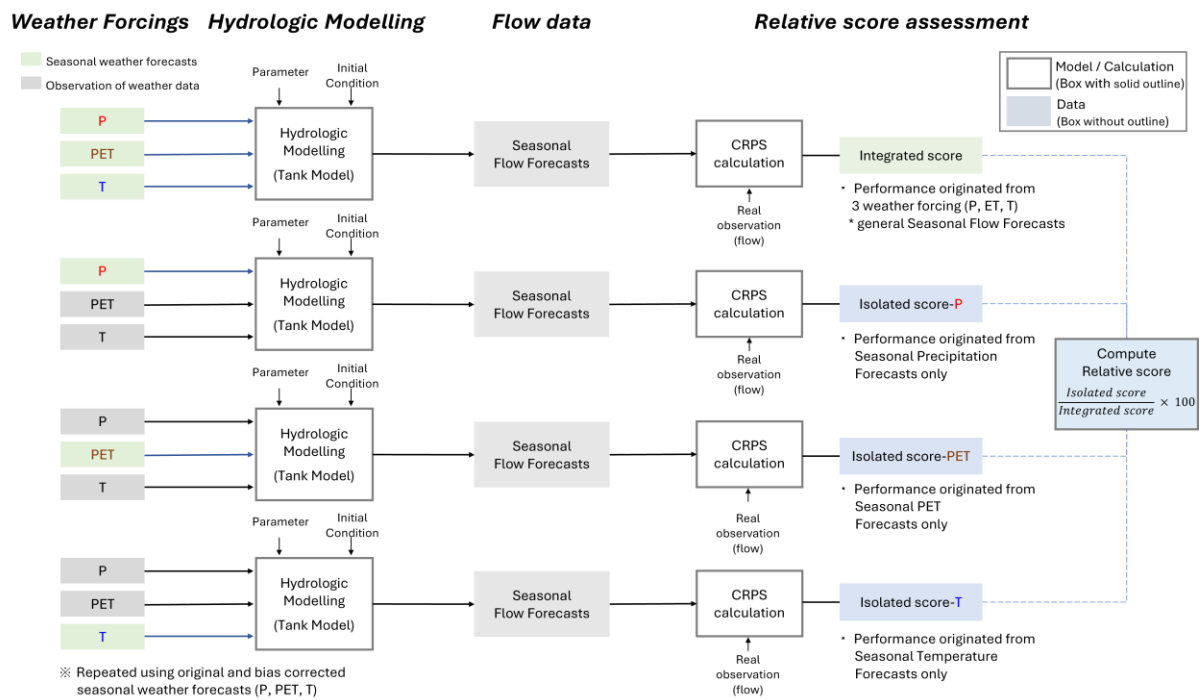 Weather Forcings
Hydrologic Modelling
Flow data
Relative score assessment
Seasonal weather forecasts
Observation of weather data
Model / Calculation
(Box with solid outline)
Data
(Box without outline)
Parameter
Initial
Condition
P
PET
T
Hydrologic
Modelling
(Tank Model)
Seasonal
Flow Forecasts
CRPS
calculation
Real
observation
(flow)
Integrated score
· Performance originated from
3 weather forcing (P, ET, T)
* general Seasonal Flow Forecasts
Parameter
Initial
Condition
P
PET
T
Hydrologic
Modelling
(Tank Model)
Seasonal
Flow Forecasts
CRPS
calculation
Real
observation
(flow)
Isolated score-P
· Performance originated from
Seasonal Precipitation
Forecasts only
Compute
Relative score
Isolated score
Integrated score
× 100
Parameter
Initial
Condition
P
PET
T
Hydrologic
Modelling
(Tank Model)
Seasonal
Flow Forecasts
CRPS
calculation
Real
observation
(flow)
Isolated score-PET
· Performance originated from
Seasonal PET
Forecasts only
Parameter
Initial
Condition
P
PET
T
Hydrologic
Modelling
(Tank Model)
Seasonal
Flow Forecasts
CRPS
calculation
Real
observation
(flow)
Isolated score-T
· Performance originated from
Seasonal Temperature
Forecasts only
※ Repeated using original and bias corrected
seasonal weather forecasts (P, PET, T)